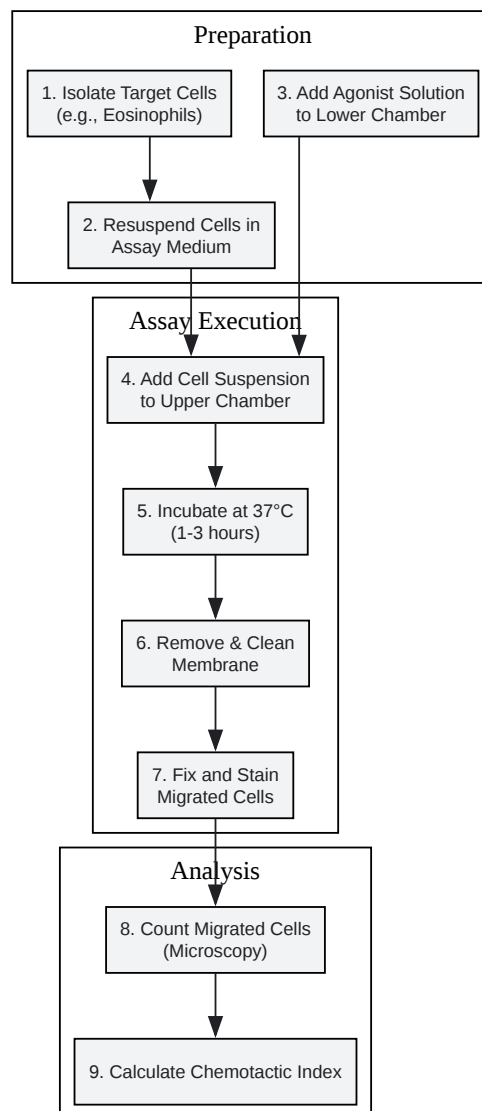 Preparation
1. Isolate Target Cells
(e.g., Eosinophils)
3. Add Agonist Solution
to Lower Chamber
2. Resuspend Cells in
Assay Medium
Assay Execution
4. Add Cell Suspension
to Upper Chamber
5. Incubate at 37°C
(1-3 hours)
6. Remove & Clean
Membrane
7. Fix and Stain
Migrated Cells
Analysis
8. Count Migrated Cells
(Microscopy)
9. Calculate Chemotactic Index